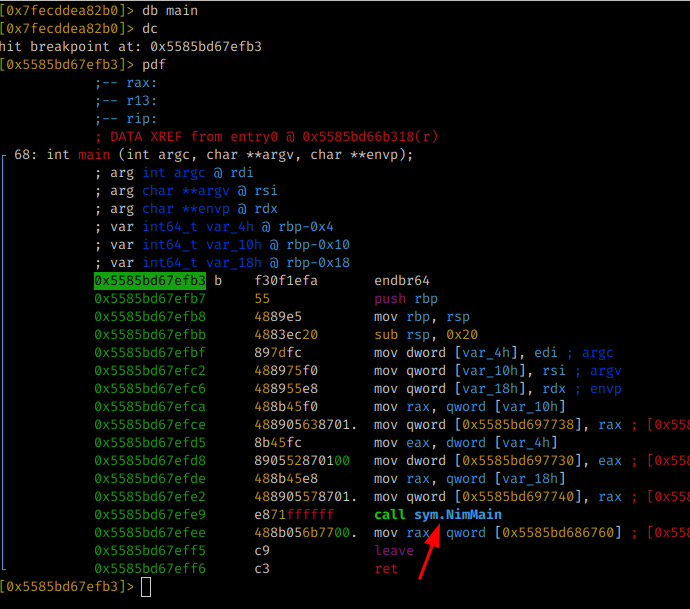 [0x7fecddea82b0]> db main
[0x7fecddea82b0]> dc
hit breakpoint at: 0x5585bd67efb3
[0x5585bd67efb3]> pdf
;-- rax:
;-- r13:
;-- rip:
; DATA XREF from entry0 @ 0x5585bd66b318(r)
68: int main (int argc, char **argv, char **envp);
; arg int argc @ rdi
; arg char **argv @ rsi
; arg char **envp @ rdx
; var int64_t var_4h @ rbp-0x4
; var int64_t var_10h @ rbp-0x10
; var int64_t var_18h @ rbp-0x18
0x5585bd67efb3 b f30f1efa endbr64
0x5585bd67efb7 55 push rbp
0x5585bd67efb8 4889e5 mov rbp, rsp
0x5585bd67efbb 4883ec20 sub rsp, 0x20
0x5585bd67efbf 897dfc mov dword [var_4h], edi ; argc
0x5585bd67efc2 488975f0 mov qword [var_10h], rsi ; argv
0x5585bd67efc6 488955e8 mov qword [var_18h], rdx ; envp
0x5585bd67efca 488b45f0 mov rax, qword [var_10h]
0x5585bd67efce 488905638701. mov qword [0x5585bd697738], rax ; [0x558
0x5585bd67efd5 8b45fc mov eax, dword [var_4h]
0x5585bd67efd8 890552870100 mov dword [0x5585bd697730], eax ; [0x558
0x5585bd67efde 488b45e8 mov rax, qword [var_18h]
0x5585bd67efe2 488905578701. mov qword [0x5585bd697740], rax ; [0x558
0x5585bd67efe9 e871ffffff call sym.NimMain
0x5585bd67efee 488b056b7700. mov rax, qword [0x5585bd686760] ; [0x558
0x5585bd67eff5 c9 leave
0x5585bd67eff6 c3 ret
[0x5585bd67efb3]>